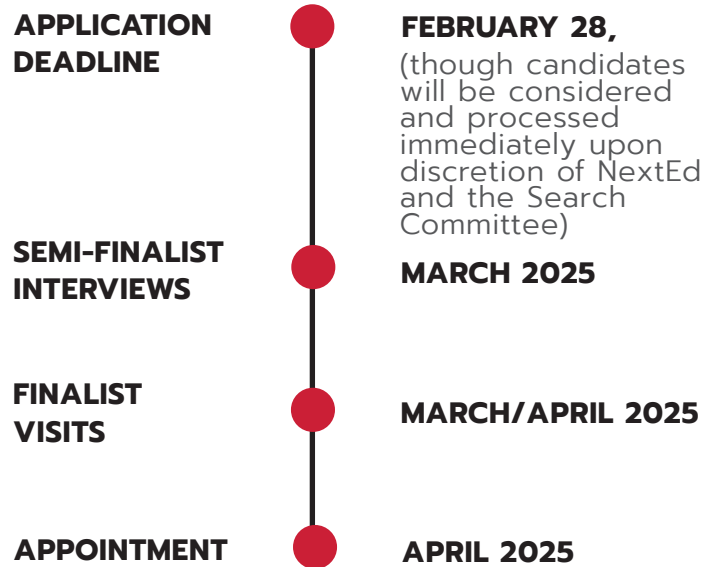 APPLICATION
DEADLINE
FEBRUARY 28,
(though candidates
will be considered
and processed
immediately upon
discretion of NextEd
and the Search
Committee)
SEMI-FINALIST
INTERVIEWS
MARCH 2025
FINALIST
VISITS
MARCH/APRIL 2025
APPOINTMENT
APRIL 2025